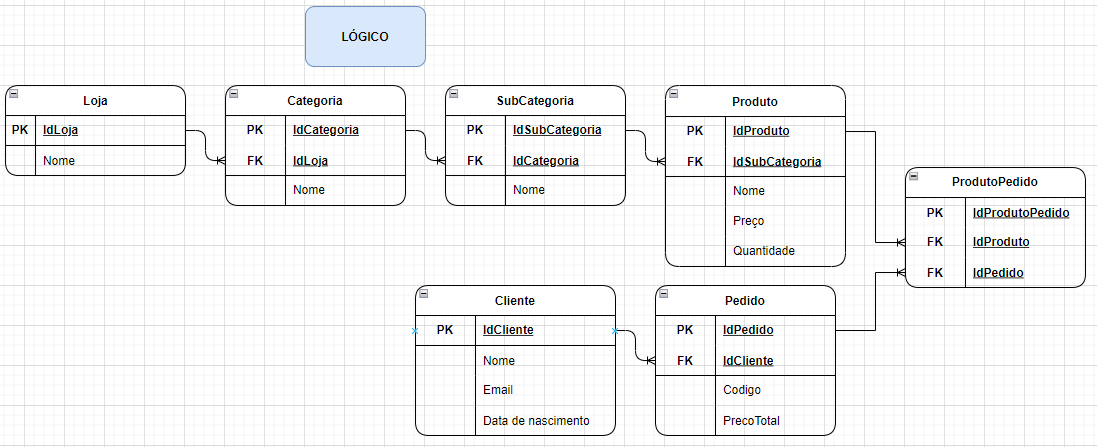 LÓGICO
Loja
PK IdLoja
Nome
Categoria
PK IdCategoria
FK IdLoja
Nome
SubCategoria
PK IdSubCategoria
FK IdCategoria
Nome
Produto
PK IdProduto
FK IdSubCategoria
Nome
Preço
Quantidade
ProdutoPedido
PK IdProdutoPedido
FK IdProduto
FK IdPedido
Cliente
PK IdCliente
Nome
Email
Data de nascimento
Pedido
PK IdPedido
FK IdCliente
Codigo
PrecoTotal